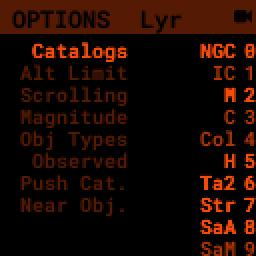 OPTIONS Lyr
Catalogs NGC 0
Alt Limit IC 1
Scrolling M 2
Magnitude C 3
Obj Types Col 4
Observed H 5
Push Cat. Ta2 6
Near Obj. Str 7
SaA 8
SaM 9